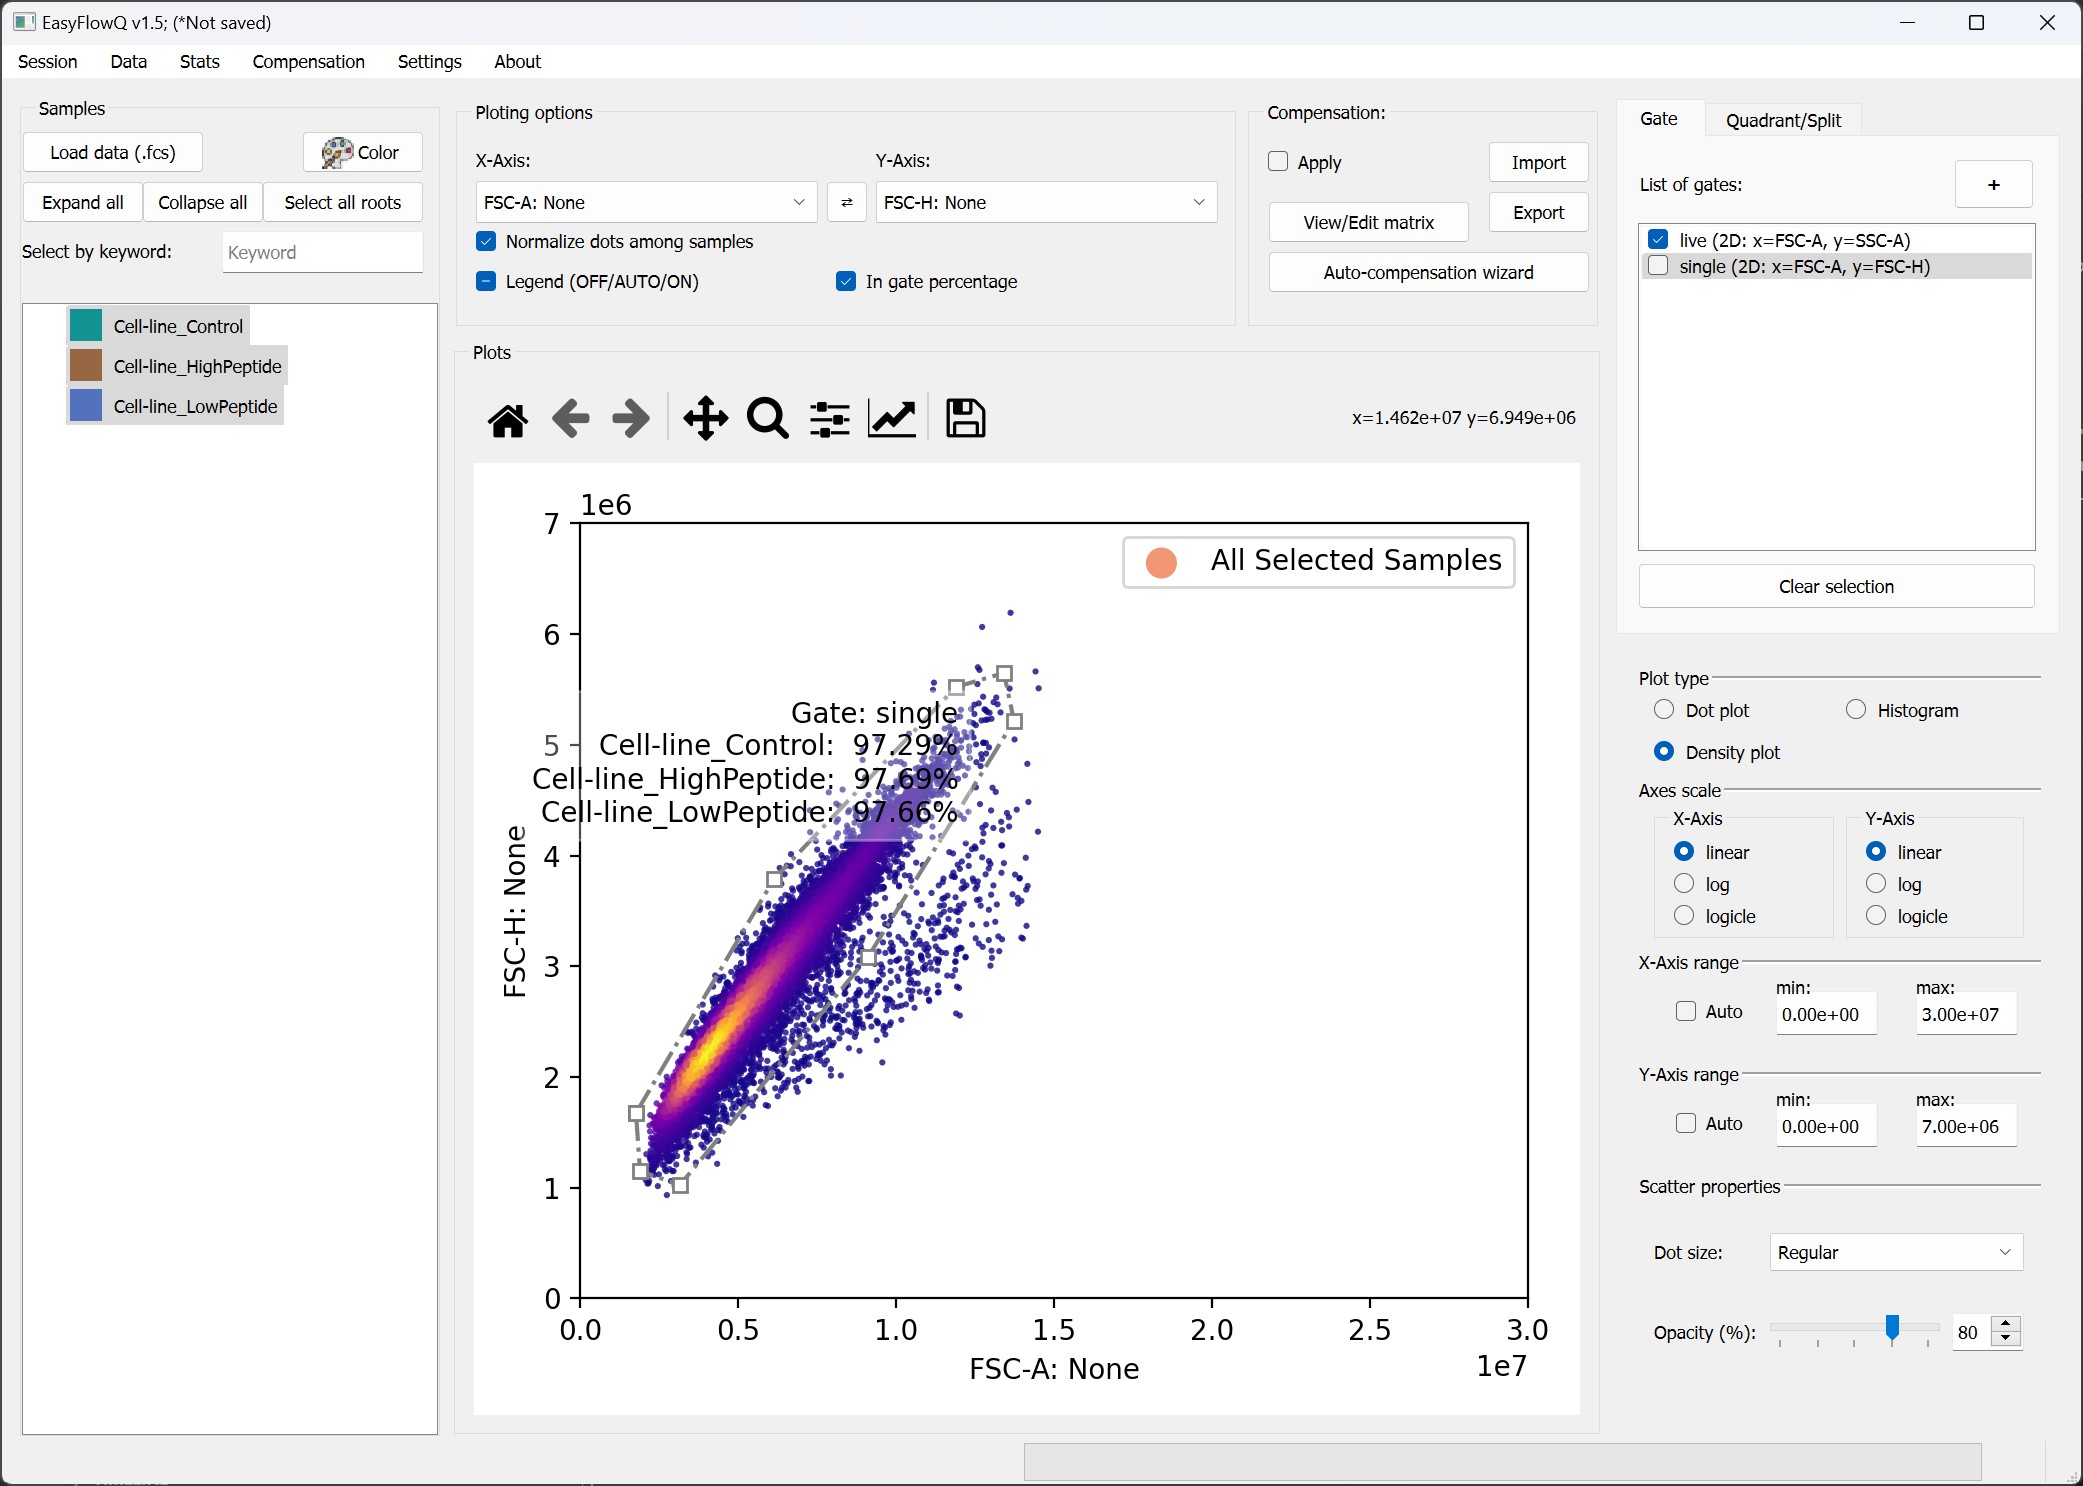 EasyFlowQ v1.5; (*Not saved)
Session Data Stats Compensation Settings About
Samples
Load data (.fcs)
Color
Expand all
Collapse all
Select all roots
Select by keyword:
Keyword
Cell-line_Control
Cell-line_HighPeptide
Cell-line_LowPeptide
Ploting options
X-Axis:
Y-Axis:
FSC-A: None
⇄
FSC-H: None
Normalize dots among samples
Legend (OFF/AUTO/ON)
In gate percentage
Compensation:
Apply
Import
View/Edit matrix
Export
Auto-compensation wizard
Plots
x=1.462e+07 y=6.949e+06
1e6
7
6
5
4
3
2
1
0
FSC-H: None
All Selected Samples
Gate: single
Cell-line_Control: 97.29%
Cell-line_HighPeptide: 97.69%
Cell-line_LowPeptide: 97.66%
0.0 0.5 1.0 1.5 2.0 2.5 3.0
1e7
FSC-A: None
Gate
Quadrant/Split
List of gates:
+
live (2D: x=FSC-A, y=SSC-A)
single (2D: x=FSC-A, y=FSC-H)
Clear selection
Plot type
Dot plot
Histogram
Density plot
Axes scale
X-Axis
Y-Axis
linear
linear
log
log
logicle
logicle
X-Axis range
min:
max:
Auto
0.00e+00
3.00e+07
Y-Axis range
min:
max:
Auto
0.00e+00
7.00e+06
Scatter properties
Dot size:
Regular
Opacity (%):
80